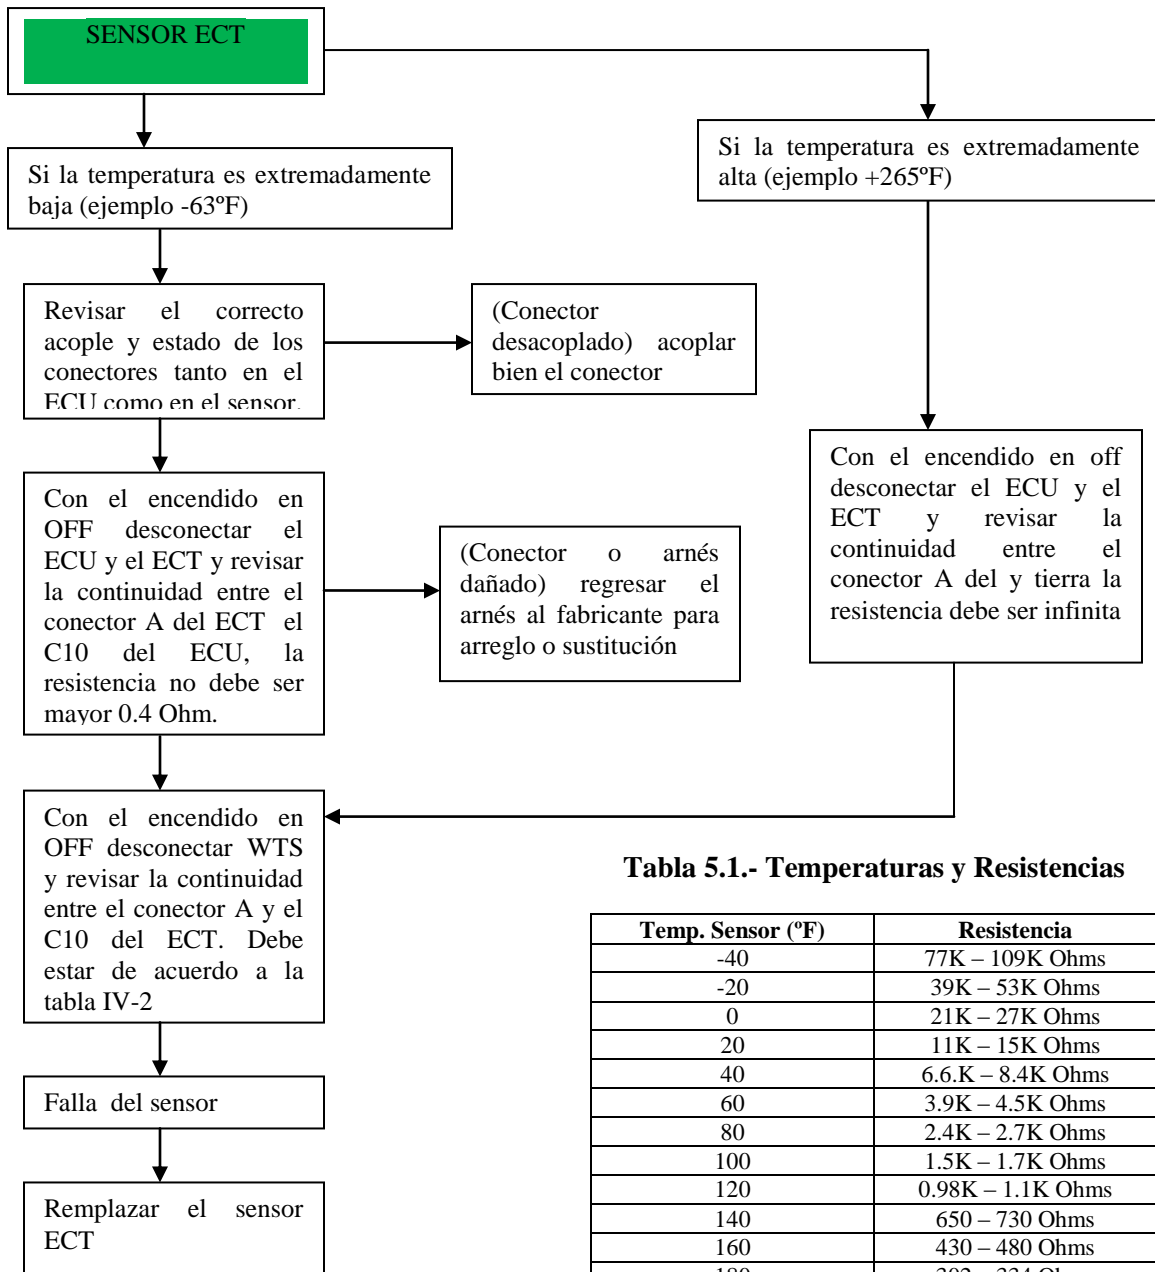 SENSOR ECT
Si la temperatura es extremadamente
baja (ejemplo -63ºF)
Si la temperatura es extremadamente
alta (ejemplo +265ºF)
Revisar el correcto
acople y estado de los
conectores tanto en el
ECU como en el sensor.
(Conector
desacoplado) acoplar
bien el conector
Con el encendido en
OFF desconectar el
ECU y el ECT y revisar
la continuidad entre el
conector A del ECT el
C10 del ECU, la
resistencia no debe ser
mayor 0.4 Ohm.
(Conector o arnés
dañado) regresar el
arnés al fabricante para
arreglo o sustitución
Con el encendido en off
desconectar el ECU y el
ECT y revisar la
continuidad entre el
conector A del y tierra la
resistencia debe ser infinita
Con el encendido en
OFF desconectar WTS
y revisar la continuidad
entre el conector A y el
C10 del ECT. Debe
estar de acuerdo a la
tabla IV-2
Falla del sensor
Remplazar el sensor
ECT
Tabla 5.1.- Temperaturas y Resistencias
Temp. Sensor (ºF) Resistencia
-40 77K – 109K Ohms
-20 39K – 53K Ohms
0 21K – 27K Ohms
20 11K – 15K Ohms
40 6.6.K – 8.4K Ohms
60 3.9K – 4.5K Ohms
80 2.4K – 2.7K Ohms
100 1.5K – 1.7K Ohms
120 0.98K – 1.1K Ohms
140 650 – 730 Ohms
160 430 – 480 Ohms
180 302 – 334 Ohms